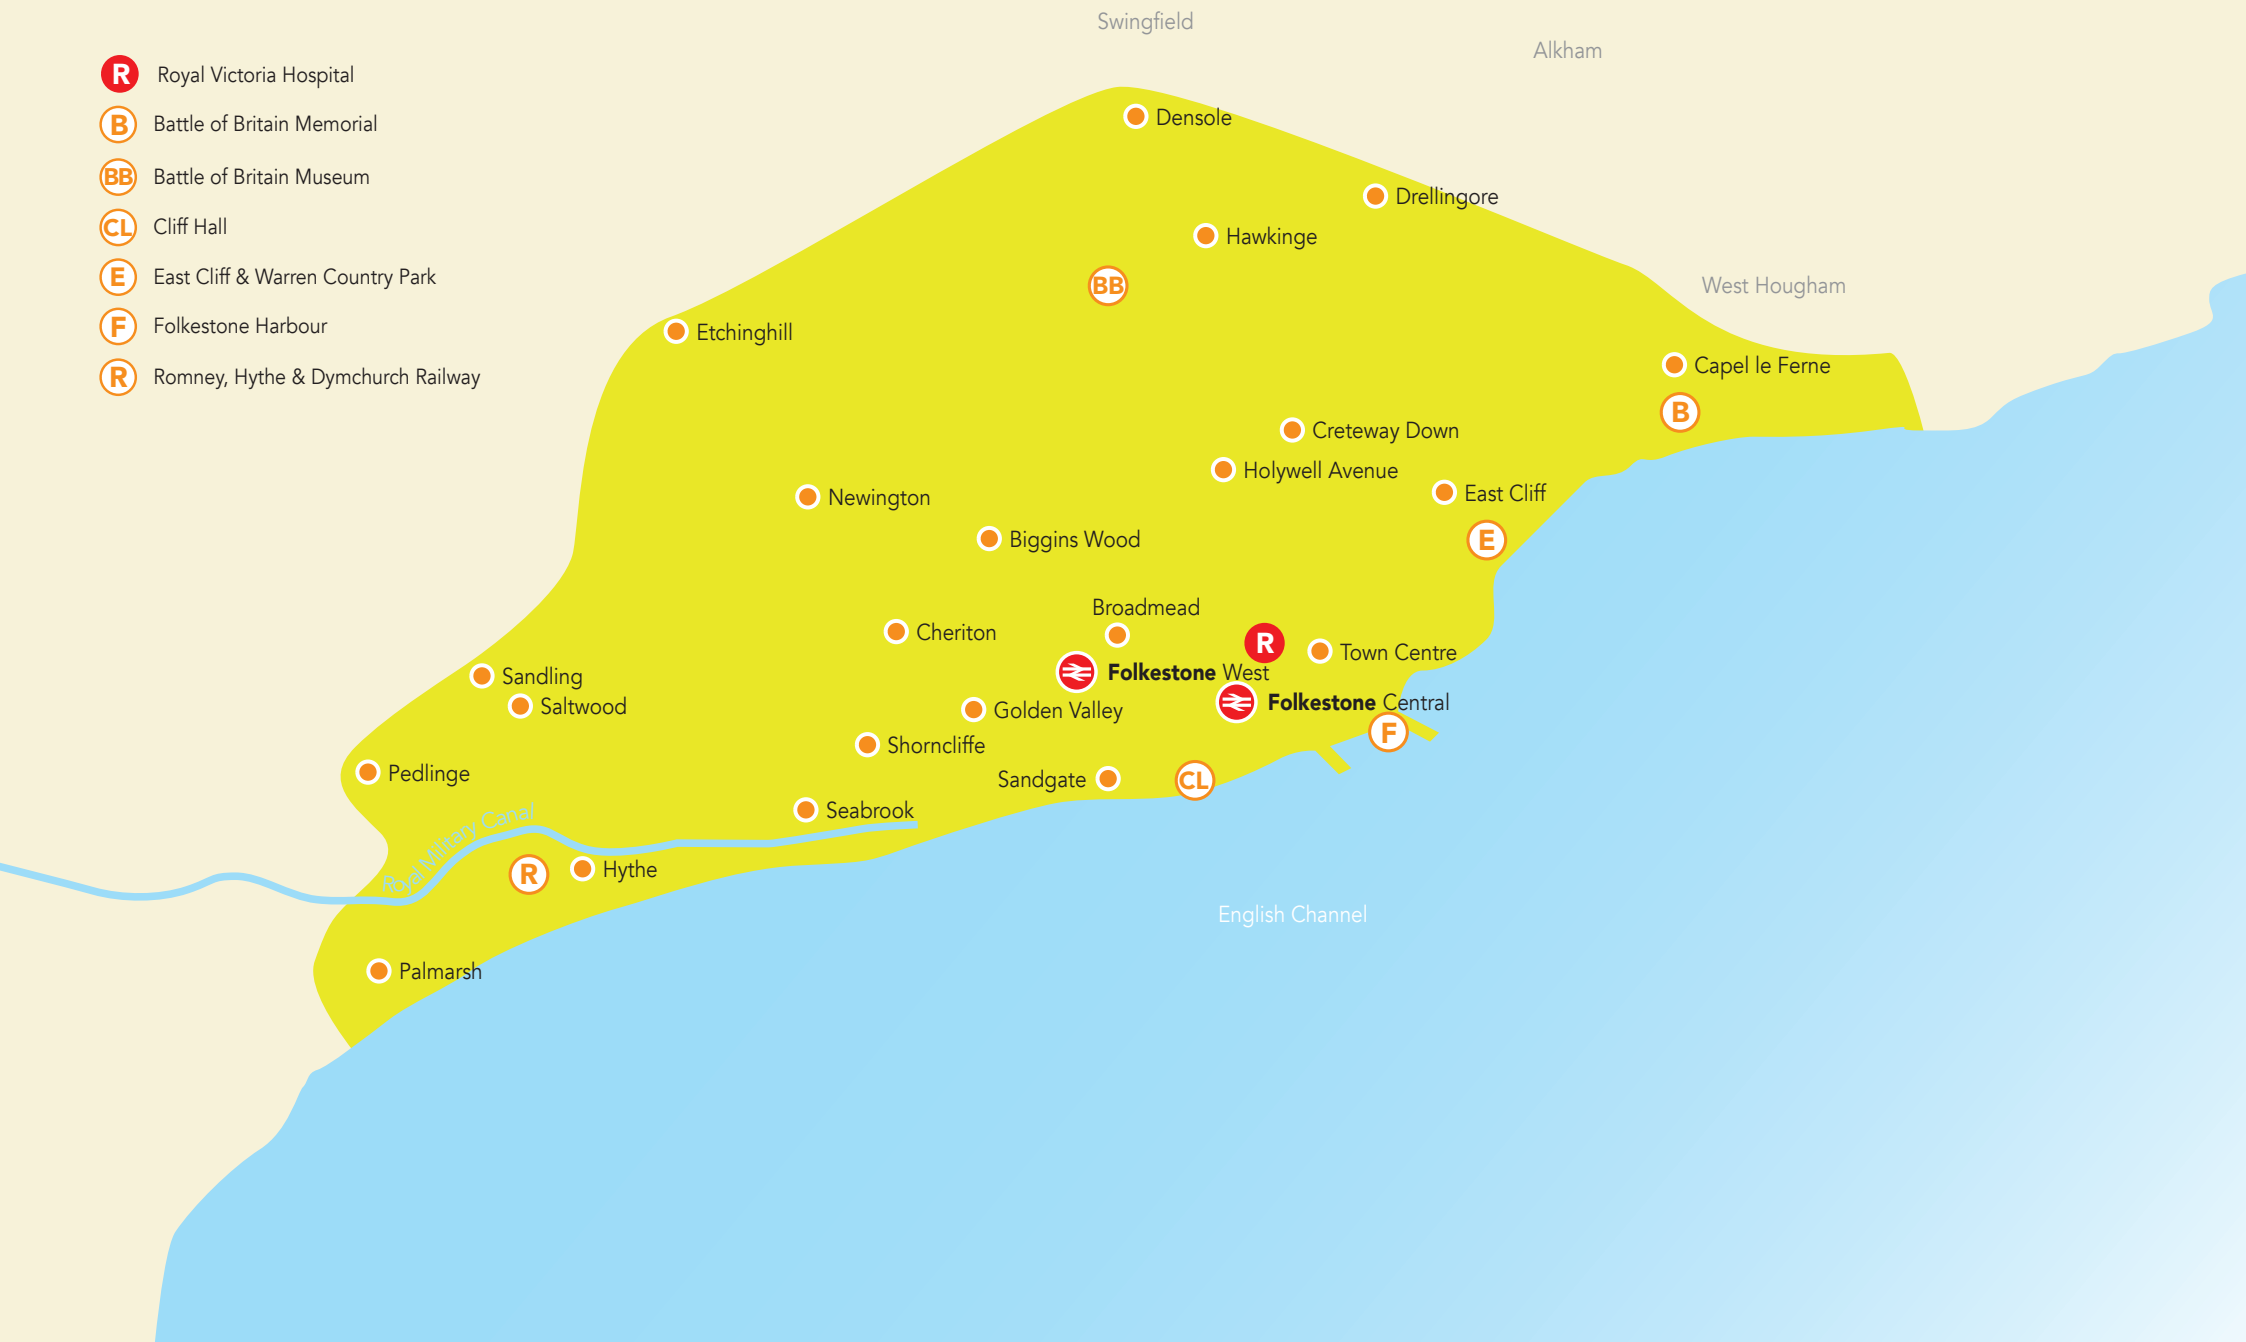 Swingfield
Alkham
R Royal Victoria Hospital
B Battle of Britain Memorial
BB Battle of Britain Museum
CL Cliff Hall
E East Cliff & Warren Country Park
F Folkestone Harbour
R Romney, Hythe & Dymchurch Railway
Densole
Drellingore
Hawkinge
BB
West Hougham
Etchinghill
Capel le Ferne
B
Creteway Down
Holywell Avenue
East Cliff
Newington
Biggins Wood
E
Broadmead
Cheriton
R
Town Centre
Folkestone West
Sandling
Saltwood
Folkestone Central
Golden Valley
F
Shorncliffe
Pedlinge
Sandgate
CL
Seabrook
Royal Military Canal
R
Hythe
English Channel
Palmarsh